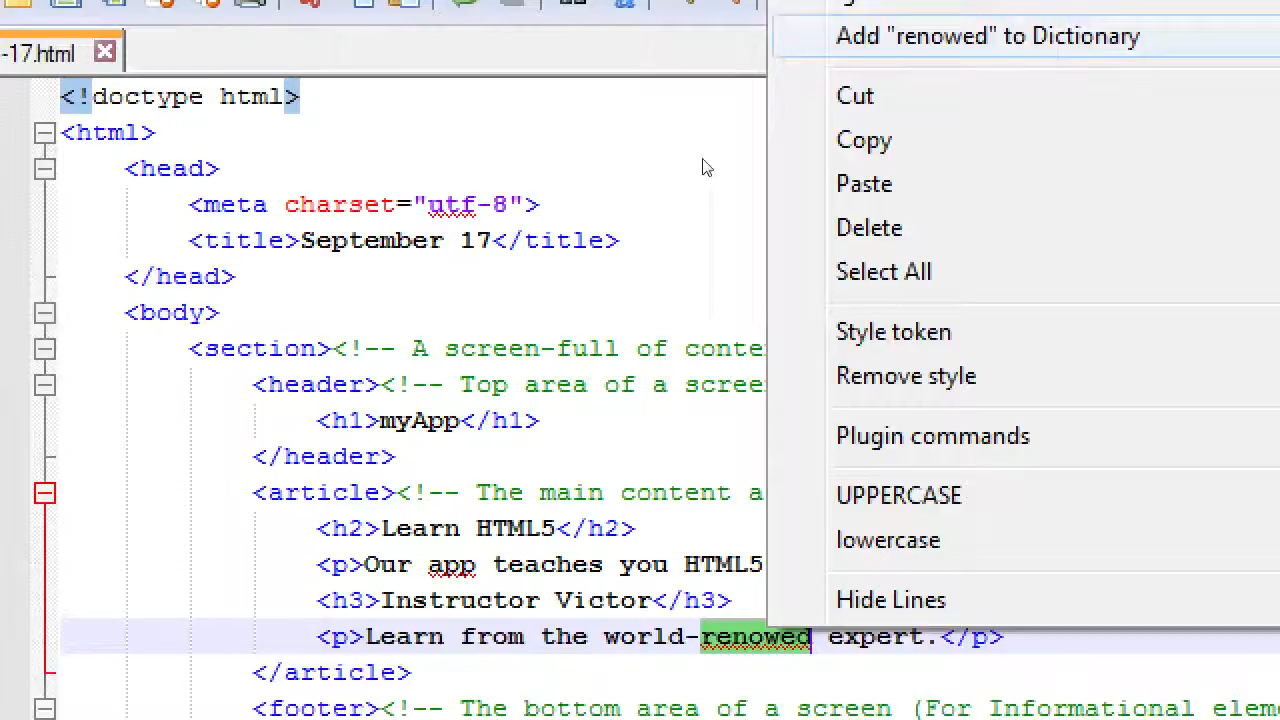 -17.html
<!doctype html>
<html>
<head>
<meta charset="utf-8">
<title>September 17</title>
</head>
<body>
<section><!-- A screen-full of conte
<header><!-- Top area of a scree
<h1>myApp</h1>
</header>
<article><!-- The main content a
<h2>Learn HTML5</h2>
<p>Our app teaches you HTML5
<h3>Instructor Victor</h3>
<p>Learn from the world-renowed expert.</p>
</article>
<footer><!-- The bottom area of a screen (For Informational elem
Add "renowed" to Dictionary
Cut
Copy
Paste
Delete
Select All
Style token
Remove style
Plugin commands
UPPERCASE
lowercase
Hide Lines